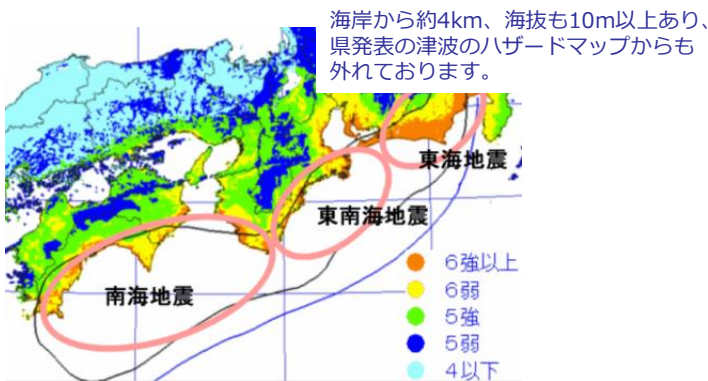 海岸から約4km、海抜も10m以上あり、
県発表の津波のハザードマップからも
外れております。
東海地震
東南海地震
南海地震
6強以上
6弱
5強
5弱
4以下